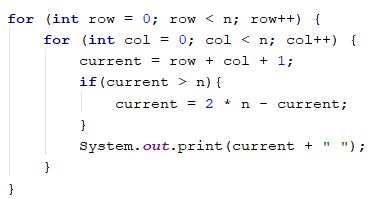 for (int row = 0; row < n; row++) {
    for (int col = 0; col < n; col++) {
        current = row + col + 1;
        if(current > n){
            current = 2 * n - current;
        }
        System.out.print(current + " ");
    }
}